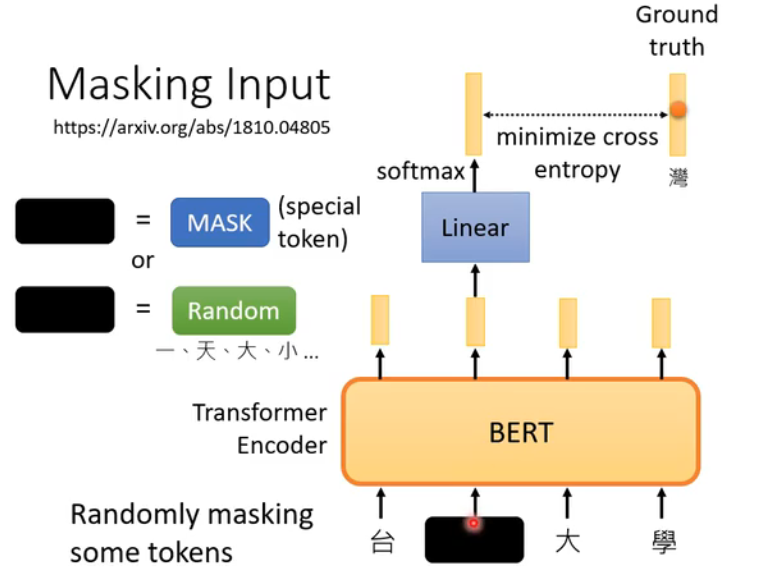 Masking Input
https://arxiv.org/abs/1810.04805
Ground
truth
minimize cross
entropy
灣
softmax
Linear
= MASK (special
token)
or
= Random
一、天、大、小 ...
Transformer
Encoder
BERT
Randomly masking
some tokens
台 大 學